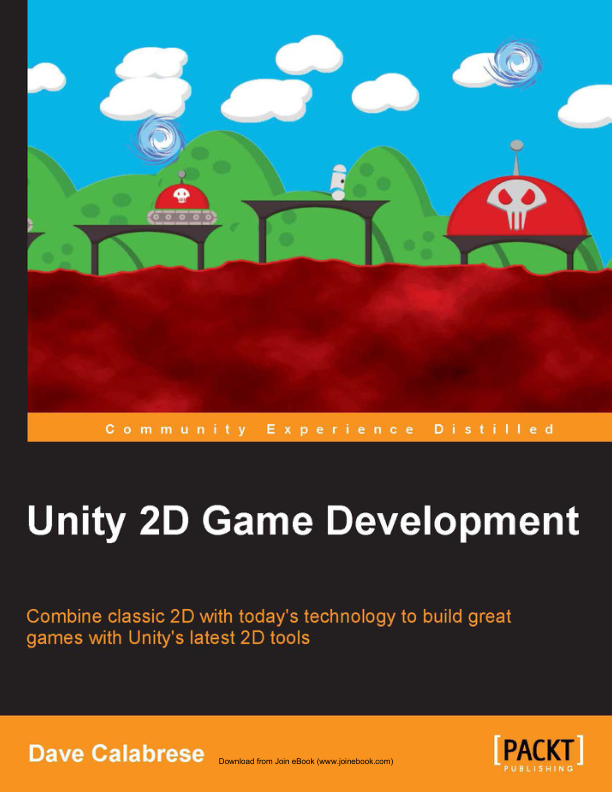 Community Experience Distilled
Unity 2D Game Development
Combine classic 2D with today's technology to build great
games with Unity's latest 2D tools
Dave Calabrese
Download from Join eBook (www.joinebook.com)
[PACKT]
PUBLISHING